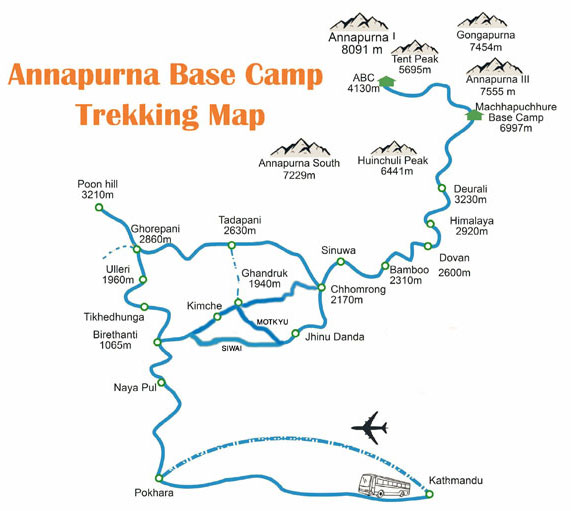 Annapurna Base Camp
Trekking Map
Annapurna I
8091 m
Gongapurna
7454m
Tent Peak
5695m
ABC
4130m
Annapurna III
7555 m
Machhapuchhure
Base Camp
6997m
Annapurna South
7229m
Huinchuli Peak
6441m
Poon hill
3210m
Deurali
3230m
Himalaya
2920m
Ghorepani
2860m
Tadapani
2630m
Sinuwa
Dovan
2600m
Bamboo
2310m
Ulleri
1960m
Ghandruk
1940m
Chhomrong
2170m
Tikhedhunga
Kimche
MOTKYU
Birethanti
1065m
SIWAI
Jhinu Danda
Naya Pul
Pokhara
Kathmandu